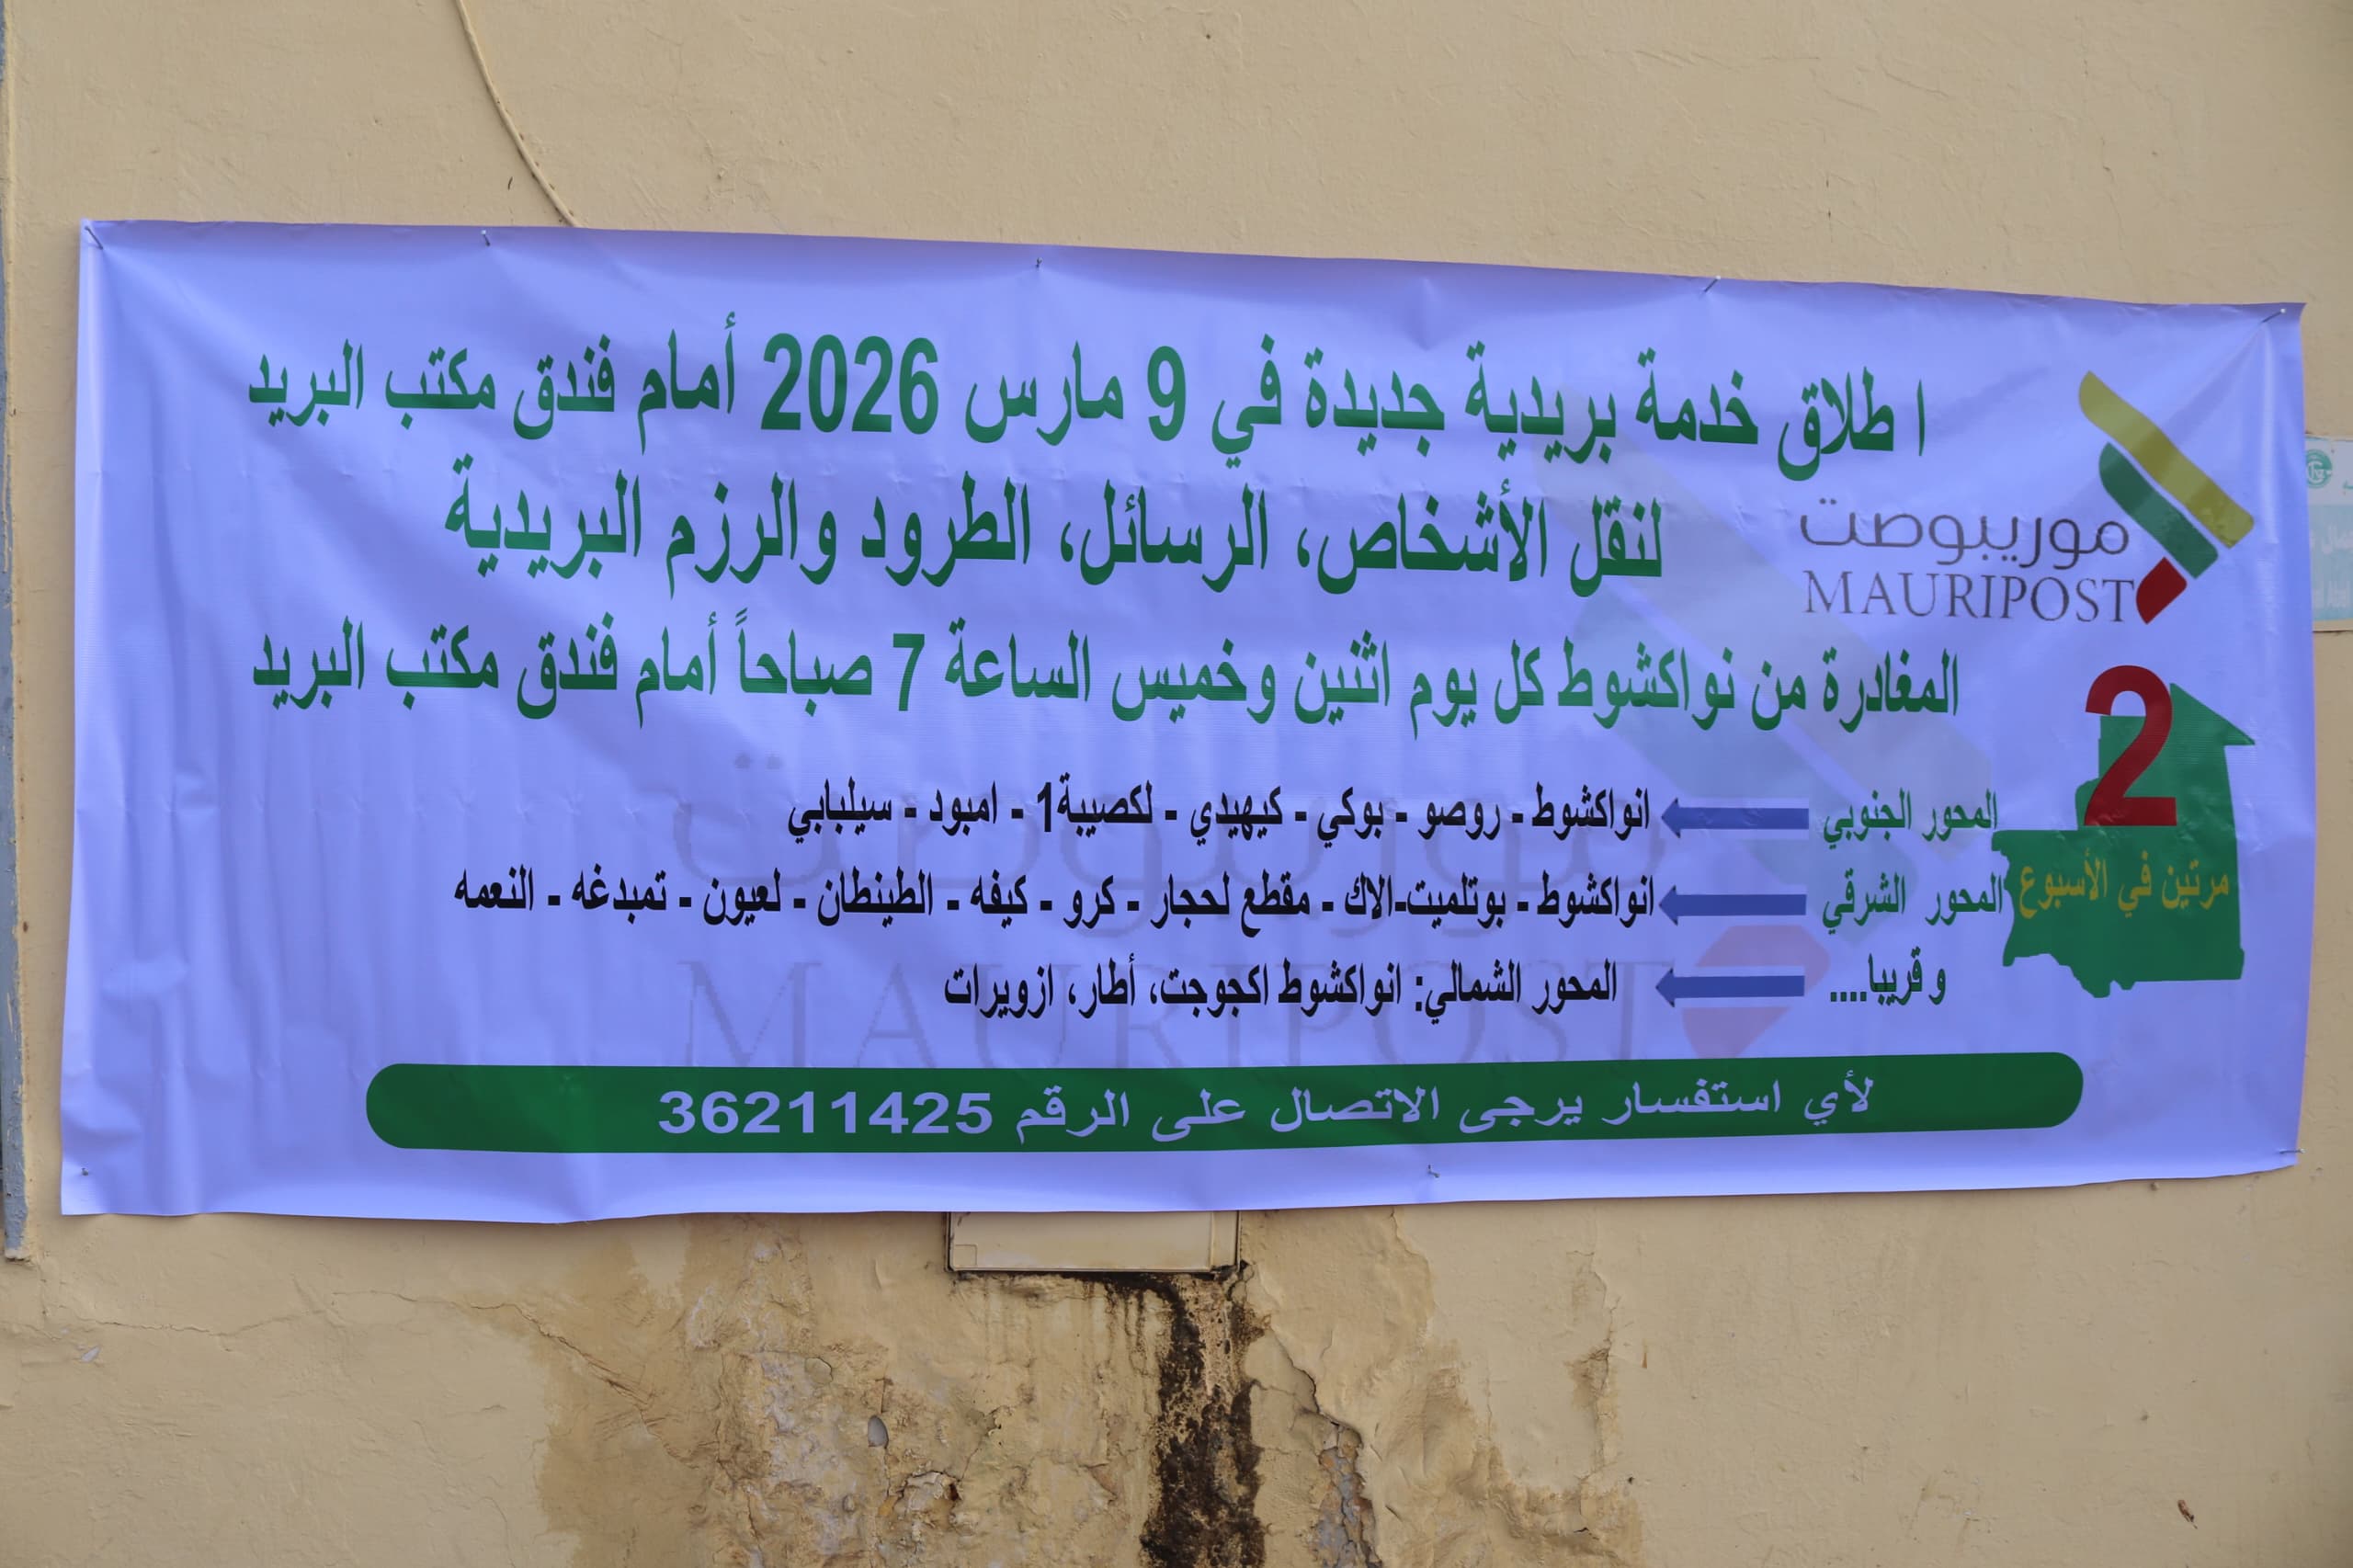 ا طلاق خدمة بريدية جديدة في 9 مارس 2026 أمام فندق مكتب البريد
لنقل الأشخاص، الرسائل، الطرود والرزم البريدية
موريبوصت
MAURIPOST
المغادرة من نواكشوط كل يوم اثنين وخميس الساعة 7 صباحاً أمام فندق مكتب البريد
2
مرتين في الأسبوع
المحور الجنوبي انواكشوط - روصو - بوكي - كيهيدي - لكصيبة1 - امبود - سيلبابي
المحور الشرقي انواكشوط - بوتلميت-الاك - مقطع لحجار - كرو - كيفه - الطينطان - لعيون - تمبدغه - النعمه
و قريبا.... المحور الشمالي: انواكشوط اكجوجت، أطار، ازويرات
لأي استفسار يرجى الاتصال على الرقم 36211425
موريبوصت
MAURIPOST